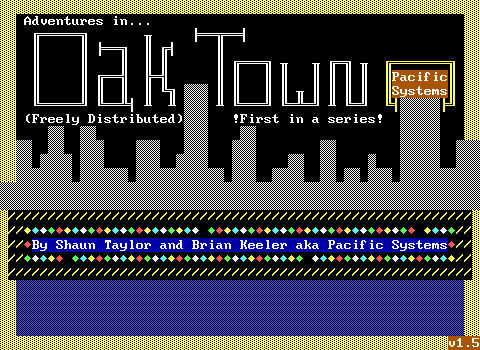 Adventures in...
Oak Town
Pacific
Systems
(Freely Distributed)
!First in a series!
By Shaun Taylor and Brian Keeler aka Pacific Systems
v1.5